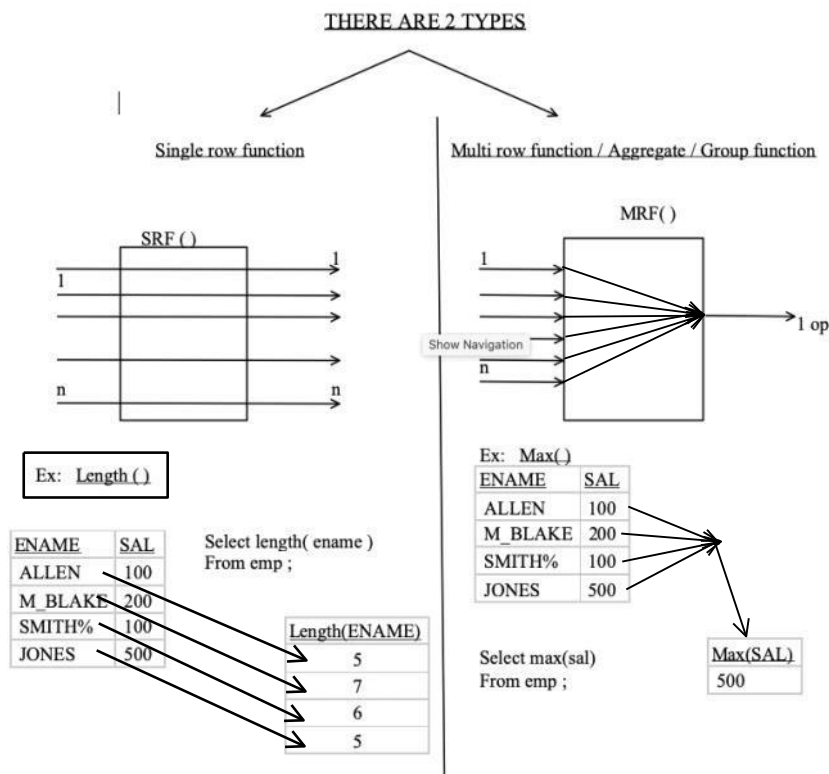 THERE ARE 2 TYPES
Single row function
SRF ( )
1
1
n
n
Ex: Length ( )
ENAME SAL
ALLEN 100
M_BLAKE 200
SMITH% 100
JONES 500
Select length( ename )
From emp ;
Length(ENAME)
5
7
6
5
Multi row function / Aggregate / Group function
MRF( )
1
Show Navigation
n
1 op
Ex: Max( )
ENAME SAL
ALLEN 100
M_BLAKE 200
SMITH% 100
JONES 500
Select max(sal)
From emp ;
Max(SAL)
500